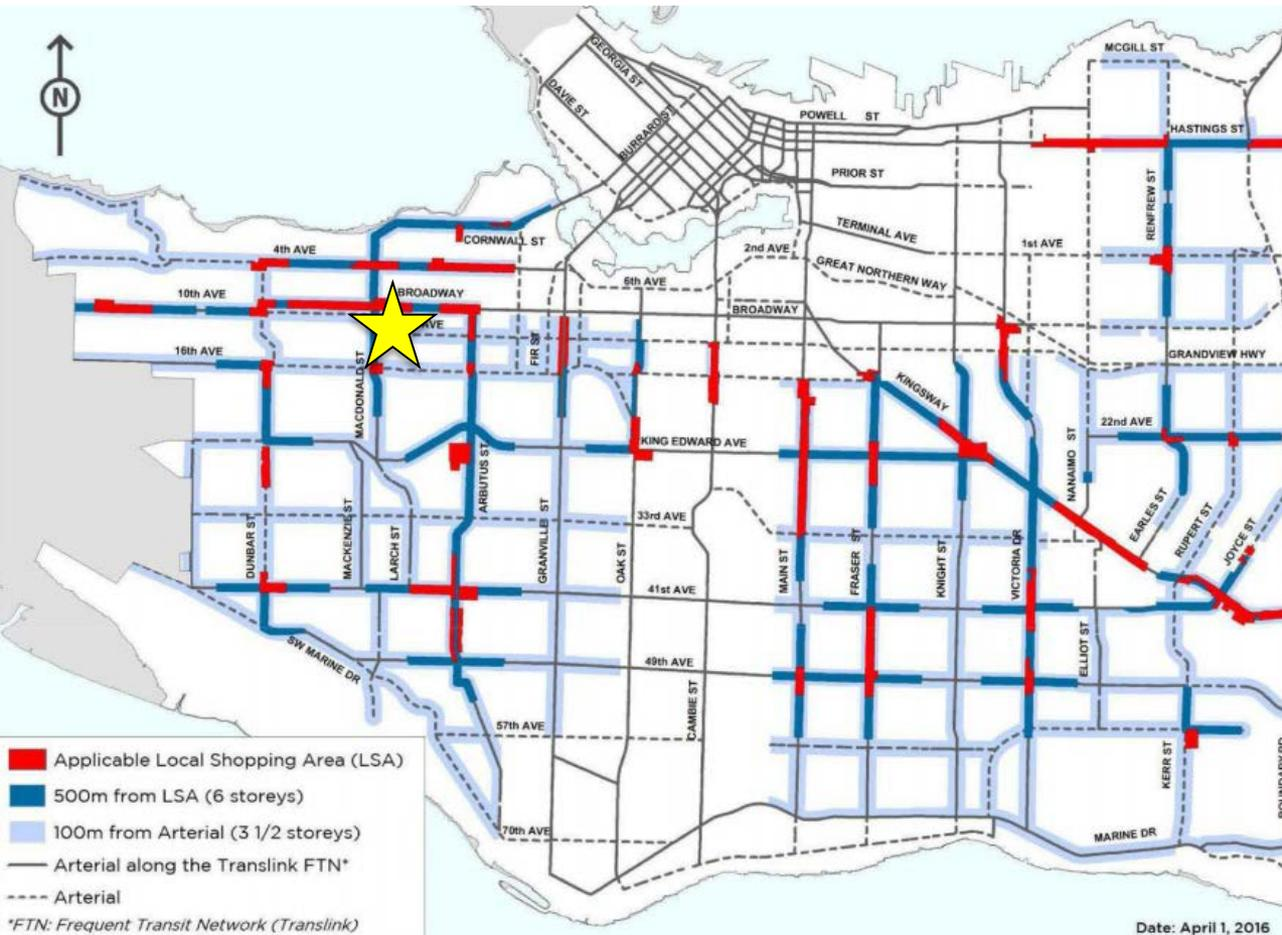 N
GEORGIA ST
DAVIE ST
BURRARD ST
POWELL ST
PRIOR ST
MCGILL ST
HASTINGS ST
RENFREW ST
TERMINAL AVE
1st AVE
2nd AVE
GREAT NORTHERN WAY
CORNWALL ST
4th AVE
6th AVE
10th AVE
BROADWAY
BROADWAY
AVE
FIR ST
16th AVE
MACDONALD ST
GRANDVIEW HWY
KINGSWAY
22nd AVE
NANAIMO ST
KING EDWARD AVE
ARBUTUS ST
33rd AVE
DUNBAR ST
MACKENZIE ST
LARCH ST
GRANVILLE ST
OAK ST
MAIN ST
FRASER ST
KNIGHT ST
VICTORIA DR
EARLES ST
RUPERT ST
JOYCE ST
41st AVE
ELLIOT ST
SW MARINE DR
49th AVE
CAMBIE ST
57th AVE
KERR ST
BOUNDARY RD
70th AVE
MARINE DR
Applicable Local Shopping Area (LSA)
500m from LSA (6 storeys)
100m from Arterial (3 1/2 storeys)
Arterial along the Translink FTN*
Arterial
*FTN: Frequent Transit Network (Translink)
Date: April 1, 2016